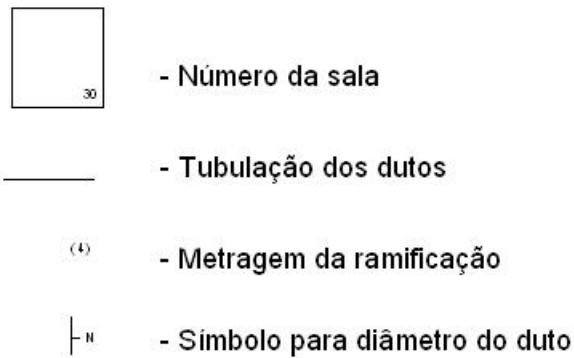 30
- Número da sala
- Tubulação dos dutos
(4)
- Metragem da ramificação
N
- Símbolo para diâmetro do duto